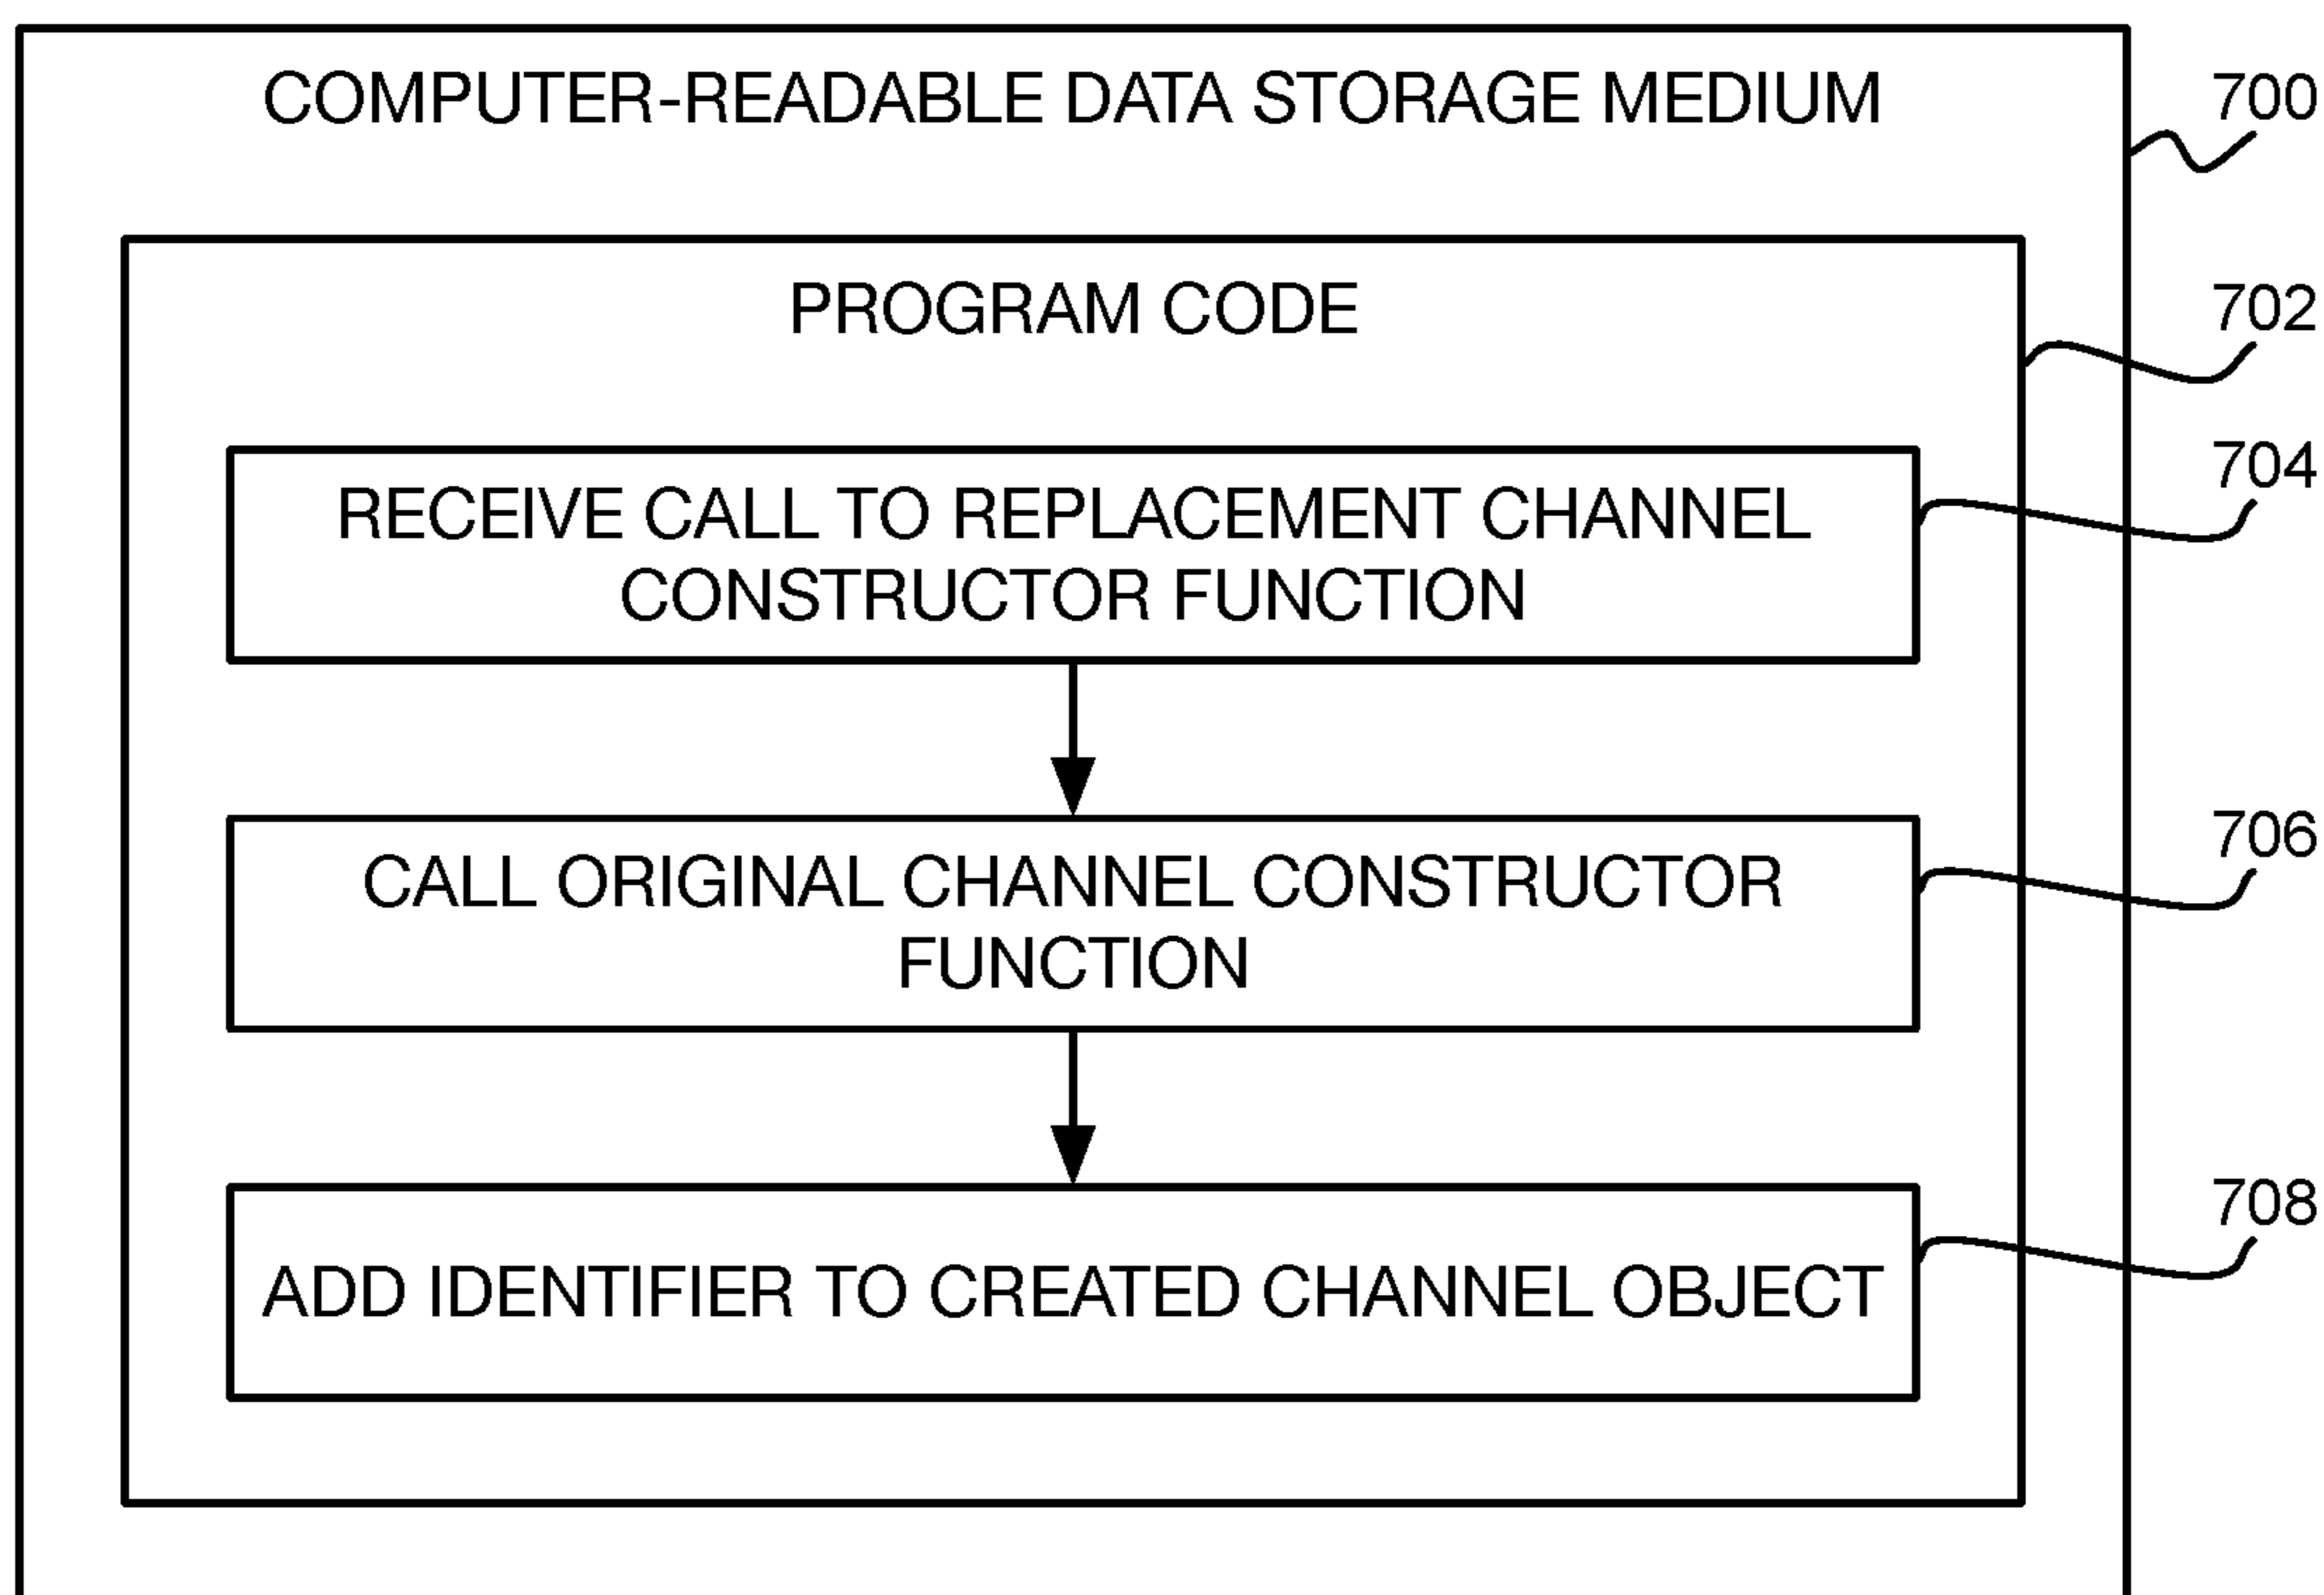 COMPUTER-READABLE DATA STORAGE MEDIUM
700
PROGRAM CODE
702
RECEIVE CALL TO REPLACEMENT CHANNEL
CONSTRUCTOR FUNCTION
704
CALL ORIGINAL CHANNEL CONSTRUCTOR
FUNCTION
706
ADD IDENTIFIER TO CREATED CHANNEL OBJECT
708